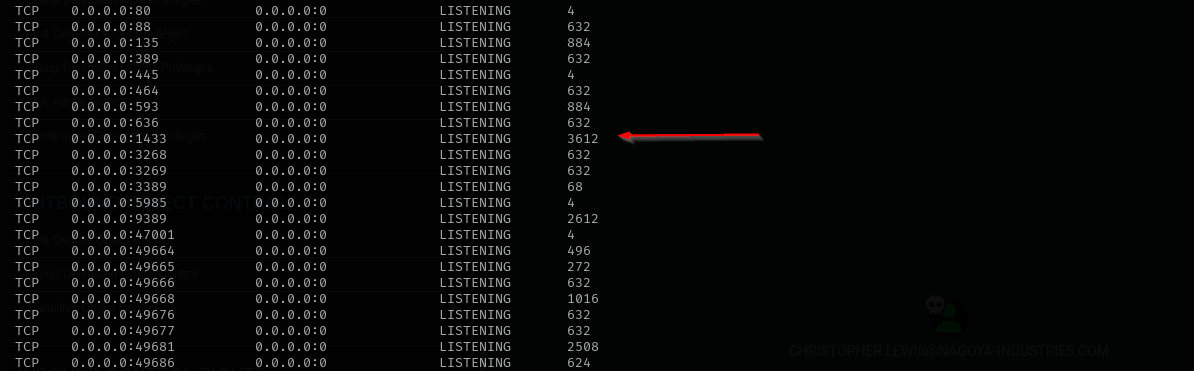 TCP 0.0.0.0:80 0.0.0.0:0 LISTENING 4
TCP 0.0.0.0:88 0.0.0.0:0 LISTENING 632
TCP 0.0.0.0:135 0.0.0.0:0 LISTENING 884
TCP 0.0.0.0:389 0.0.0.0:0 LISTENING 632
TCP 0.0.0.0:445 0.0.0.0:0 LISTENING 4
TCP 0.0.0.0:464 0.0.0.0:0 LISTENING 632
TCP 0.0.0.0:593 0.0.0.0:0 LISTENING 884
TCP 0.0.0.0:636 0.0.0.0:0 LISTENING 632
TCP 0.0.0.0:1433 0.0.0.0:0 LISTENING 3612
TCP 0.0.0.0:3268 0.0.0.0:0 LISTENING 632
TCP 0.0.0.0:3269 0.0.0.0:0 LISTENING 632
TCP 0.0.0.0:3389 0.0.0.0:0 LISTENING 68
TCP 0.0.0.0:5985 0.0.0.0:0 LISTENING 4
TCP 0.0.0.0:9389 0.0.0.0:0 LISTENING 2612
TCP 0.0.0.0:47001 0.0.0.0:0 LISTENING 4
TCP 0.0.0.0:49664 0.0.0.0:0 LISTENING 496
TCP 0.0.0.0:49665 0.0.0.0:0 LISTENING 272
TCP 0.0.0.0:49666 0.0.0.0:0 LISTENING 632
TCP 0.0.0.0:49668 0.0.0.0:0 LISTENING 1016
TCP 0.0.0.0:49676 0.0.0.0:0 LISTENING 632
TCP 0.0.0.0:49677 0.0.0.0:0 LISTENING 632
TCP 0.0.0.0:49681 0.0.0.0:0 LISTENING 2508
TCP 0.0.0.0:49686 0.0.0.0:0 LISTENING 624
CHRISTOPHER.LEWIS@NAGOYA-INDUSTRIES.COM